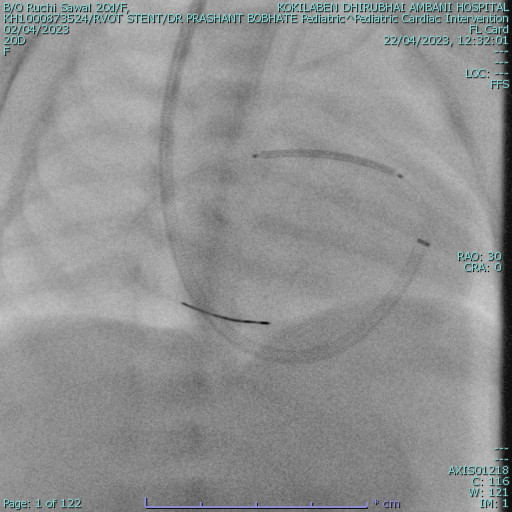 B/O Ruchi Sawal 20d/F,
KOKILABEN DHIRUBHAI AMBANI HOSPITAL
KH1000873524/RVOT STENT/DR PRASHANT BOBHATE Pediatric^Pediatric Cardiac Intervention
02/04/2023
FL Card
20D
22/04/2023, 12:32:01
F
---
---
LGC: ---
FFS
RAO: 30
CRA: 0
---
---
AXIS01218
C: 116
W: 121
Page: 1 of 122
* cm
IM: 1